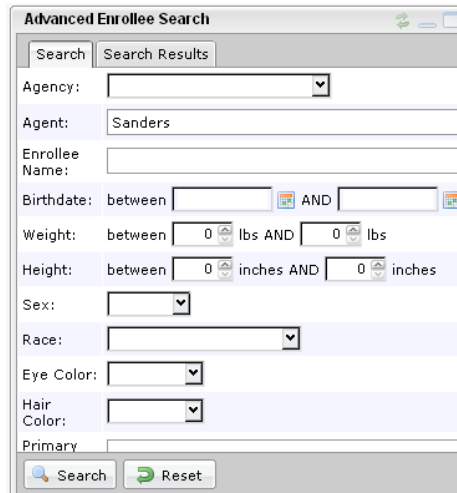 Advanced Enrollee Search
Search Search Results
Agency:
Agent: Sanders
Enrollee
Name:
Birthdate: between AND
Weight: between 0 lbs AND 0 lbs
Height: between 0 inches AND 0 inches
Sex:
Race:
Eye Color:
Hair
Color:
Primary
Search Reset